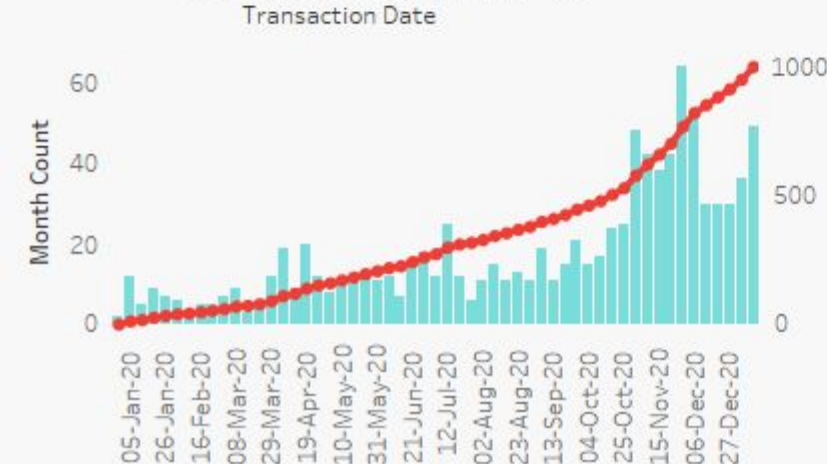 Transaction Date
Month Count
60
40
20
0
1000
500
0
05-Jan-20
26-Jan-20
16-Feb-20
08-Mar-20
29-Mar-20
19-Apr-20
10-May-20
31-May-20
21-Jun-20
12-Jul-20
02-Aug-20
23-Aug-20
13-Sep-20
04-Oct-20
25-Oct-20
15-Nov-20
06-Dec-20
27-Dec-20